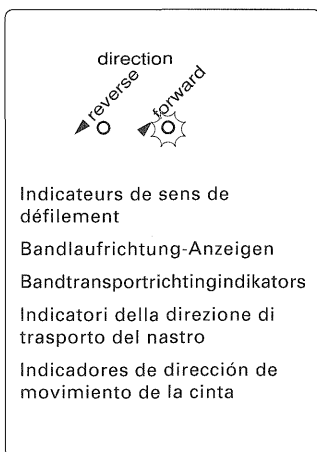 direction
reverse
forward
Indicateurs de sens de
défilement
Bandlaufrichtung-Anzeigen
Bandtransportrichtingindikators
Indicatori della direzione di
trasporto del nastro
Indicadores de dirección de
movimiento de la cinta